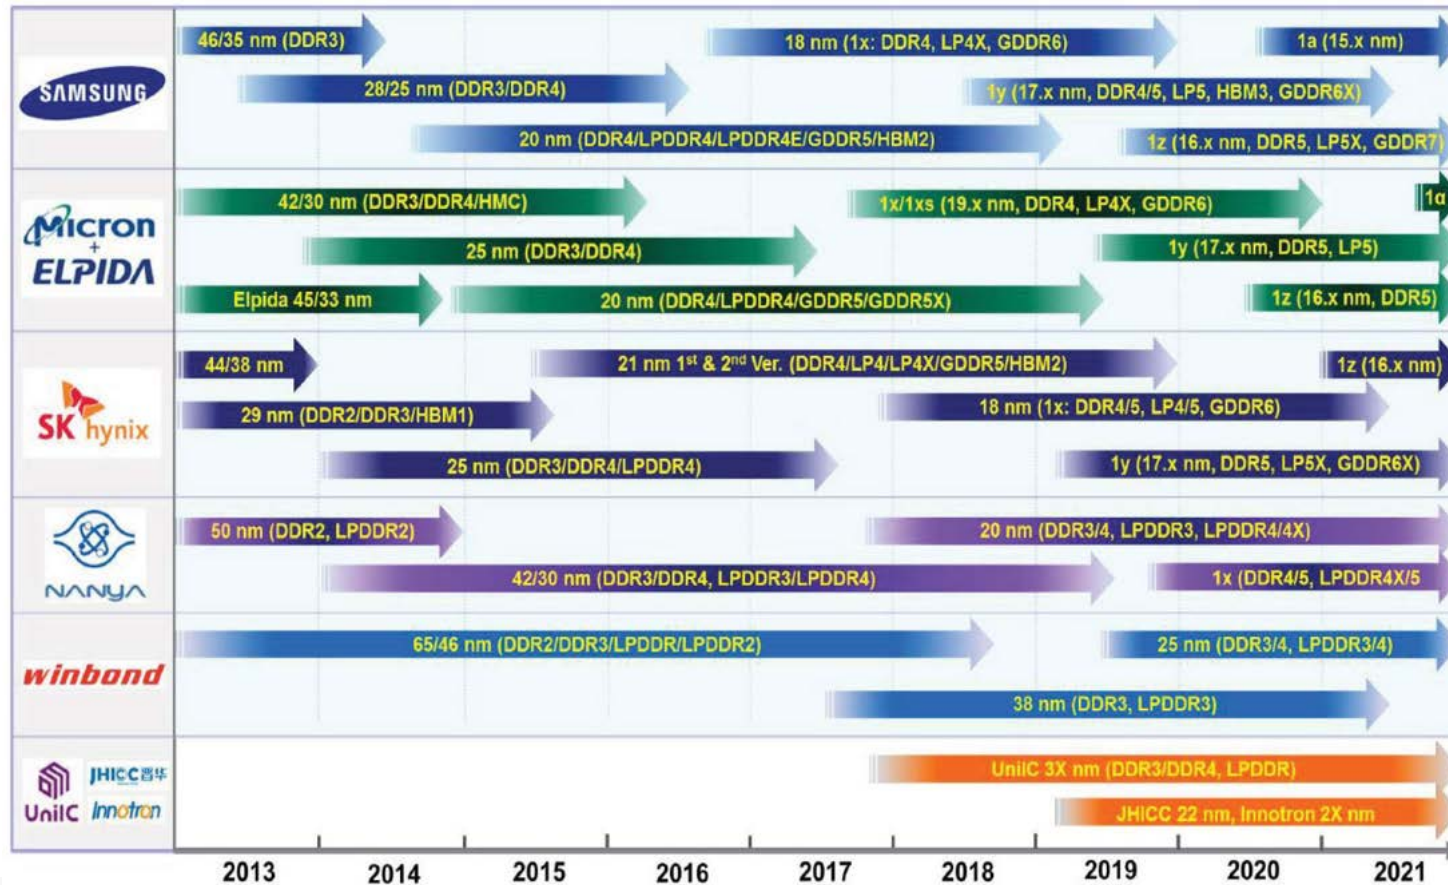 SAMSUNG
46/35 nm (DDR3)
18 nm (1x: DDR4, LP4X, GDDR6)
1a (15.x nm)
28/25 nm (DDR3/DDR4)
1y (17.x nm, DDR4/5, LP5, HBM3, GDDR6X)
20 nm (DDR4/LPDDR4/LPDDR4E/GDDR5/HBM2)
1z (16.x nm, DDR5, LP5X, GDDR7)
Micron
+
ELPIDA
42/30 nm (DDR3/DDR4/HMC)
1x/1xs (19.x nm, DDR4, LP4X, GDDR6)
1α
25 nm (DDR3/DDR4)
1y (17.x nm, DDR5, LP5)
Elpida 45/33 nm
20 nm (DDR4/LPDDR4/GDDR5/GDDR5X)
1z (16.x nm, DDR5)
SK hynix
44/38 nm
21 nm 1st & 2nd Ver. (DDR4/LP4/LP4X/GDDR5/HBM2)
1z (16.x nm)
29 nm (DDR2/DDR3/HBM1)
18 nm (1x: DDR4/5, LP4/5, GDDR6)
25 nm (DDR3/DDR4/LPDDR4)
1y (17.x nm, DDR5, LP5X, GDDR6X)
NANYA
50 nm (DDR2, LPDDR2)
20 nm (DDR3/4, LPDDR3, LPDDR4/4X)
42/30 nm (DDR3/DDR4, LPDDR3/LPDDR4)
1x (DDR4/5, LPDDR4X/5
winbond
65/46 nm (DDR2/DDR3/LPDDR/LPDDR2)
25 nm (DDR3/4, LPDDR3/4)
38 nm (DDR3, LPDDR3)
UniIC
JHICC 晋华
Innotron
UniIC 3X nm (DDR3/DDR4, LPDDR)
JHICC 22 nm, Innotron 2X nm
2013 2014 2015 2016 2017 2018 2019 2020 2021